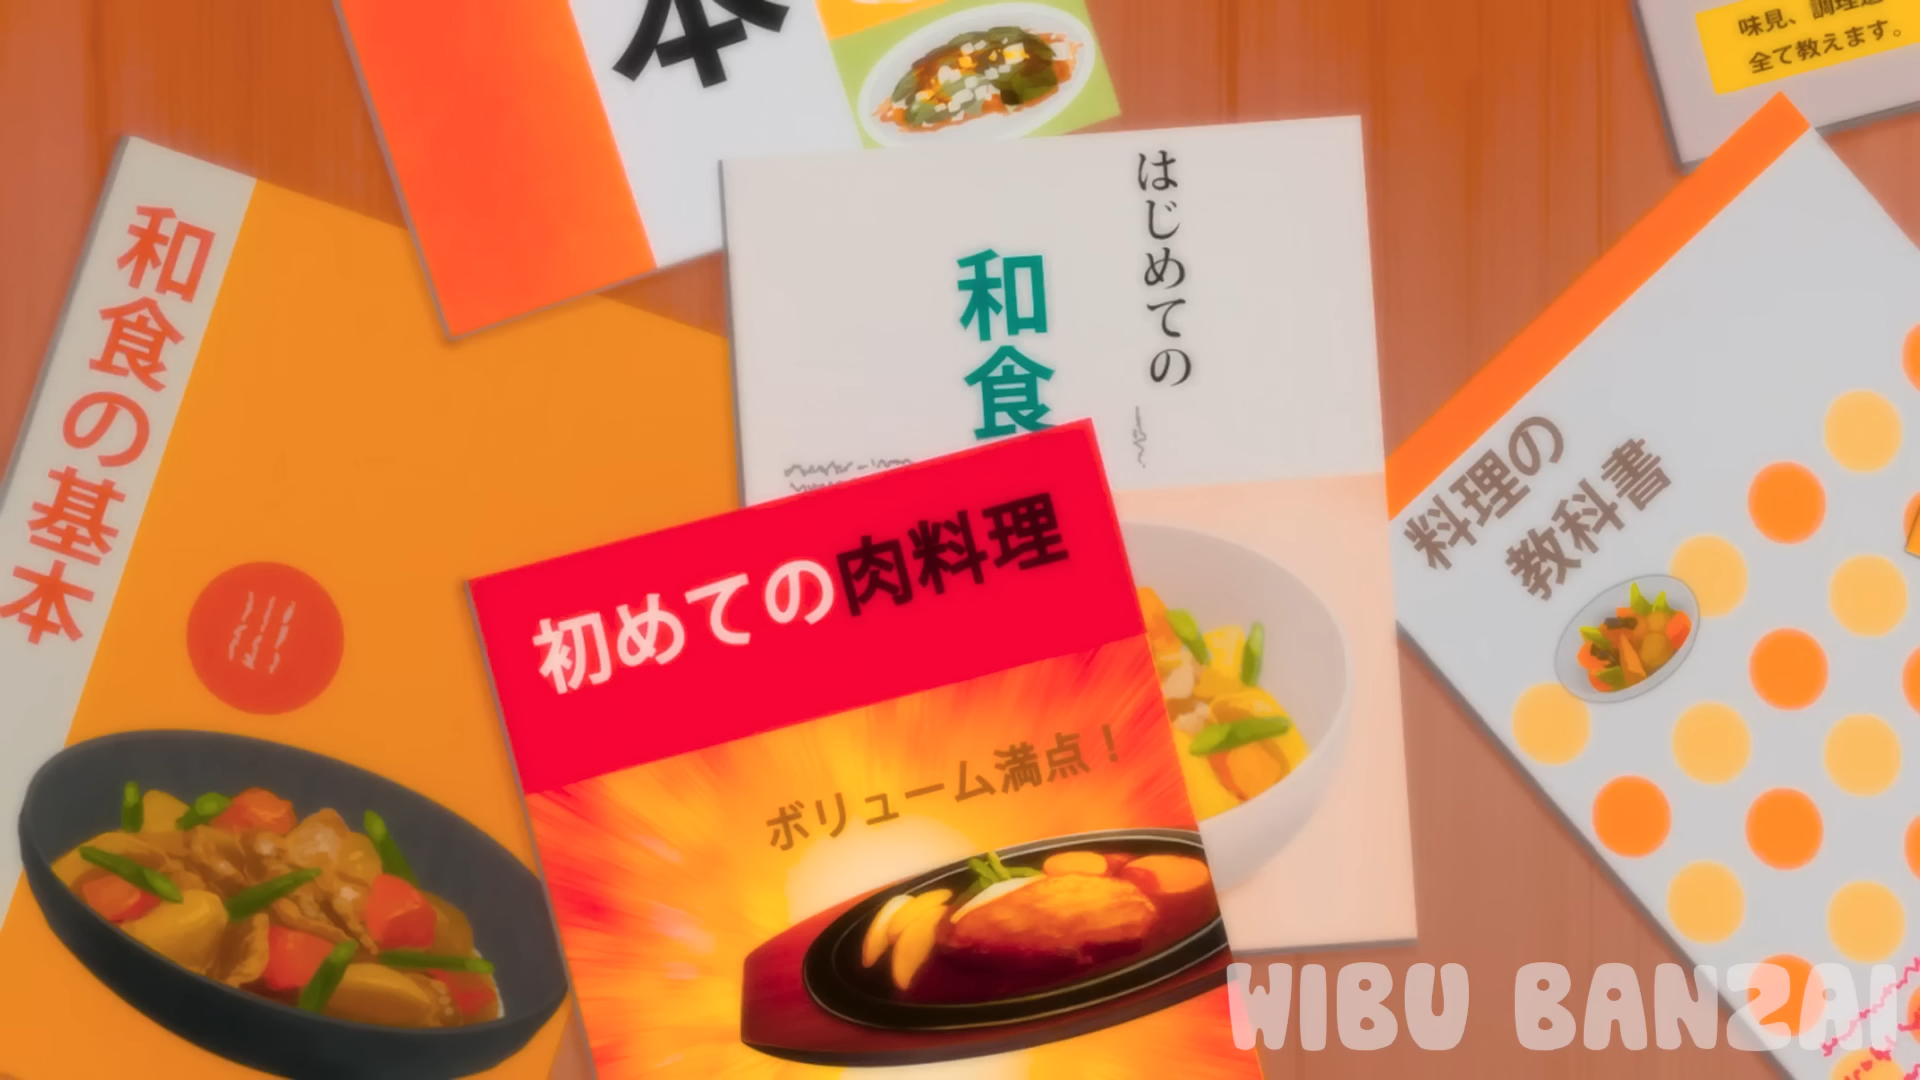 本
味見、調理
全て教えます。
和食の基本
はじめての
和食
初めての肉料理
ボリューム満点！
料理の
教科書
WIBU BANZAI